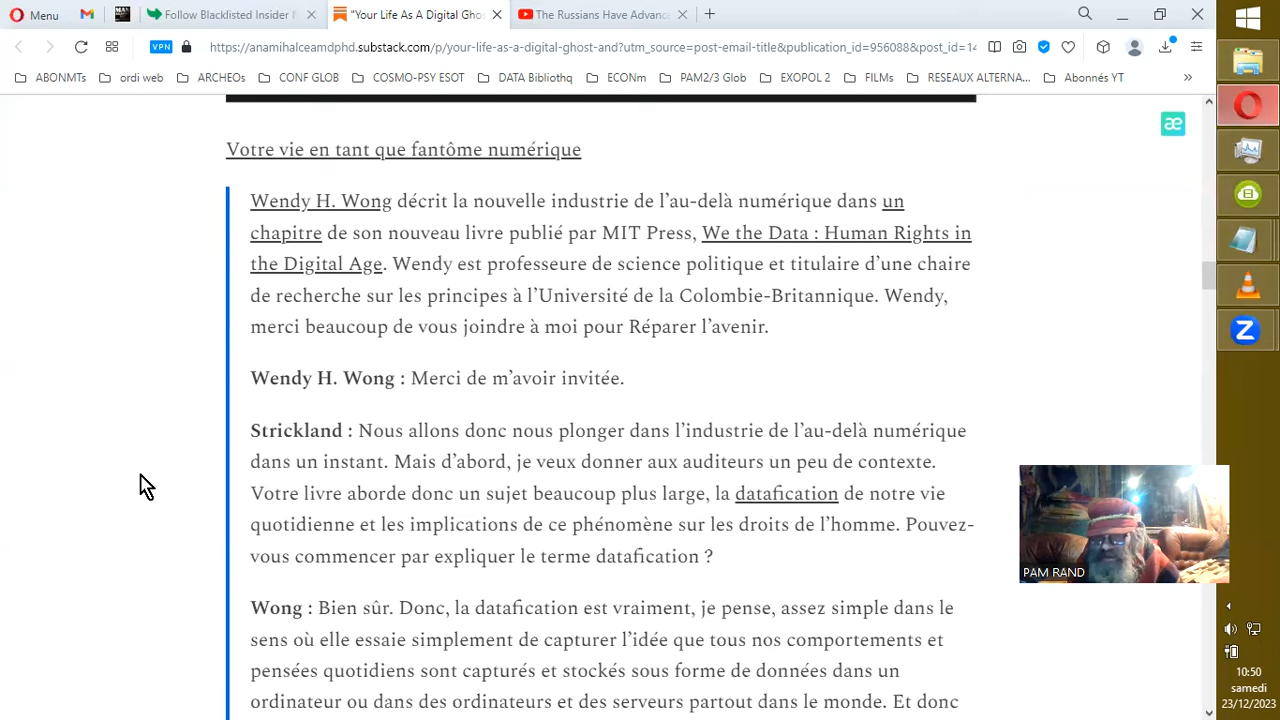 Menu
Follow Blacklisted Insider
"Your Life As A Digital Ghos
The Russians Have Advanc
VPN
https://anamihalceamdphd.substack.com/p/your-life-as-a-digital-ghost-and?utm_source=post-email-title&publication_id=956088&post_id=14
ABONMTs
ordi web
ARCHEOs
CONF GLOB
COSMO-PSY ESOT
DATA Biblipthq
ECONm
PAM2/3 Glob
EXOPOL 2
FILMs
RESEAUX ALTERNA...
Abonnés YT
»
æ
Votre vie en tant que fantôme numérique
Wendy H. Wong décrit la nouvelle industrie de l’au-delà numérique dans un
chapitre de son nouveau livre publié par MIT Press, We the Data : Human Rights in
the Digital Age. Wendy est professeure de science politique et titulaire d’une chaire
de recherche sur les principes à l’Université de la Colombie-Britannique. Wendy,
merci beaucoup de vous joindre à moi pour Réparer l’avenir.
Wendy H. Wong : Merci de m’avoir invitée.
Strickland : Nous allons donc nous plonger dans l’industrie de l’au-delà numérique
dans un instant. Mais d’abord, je veux donner aux auditeurs un peu de contexte.
Votre livre aborde donc un sujet beaucoup plus large, la datafication de notre vie
quotidienne et les implications de ce phénomène sur les droits de l’homme. Pouvez-
vous commencer par expliquer le terme datafication ?
Wong : Bien sûr. Donc, la datafication est vraiment, je pense, assez simple dans le
sens où elle essaie simplement de capturer l’idée que tous nos comportements et
pensées quotidiens sont capturés et stockés sous forme de données dans un
ordinateur ou dans des ordinateurs et des serveurs partout dans le monde. Et donc
PAM RAND
10:50
samedi
23/12/2023